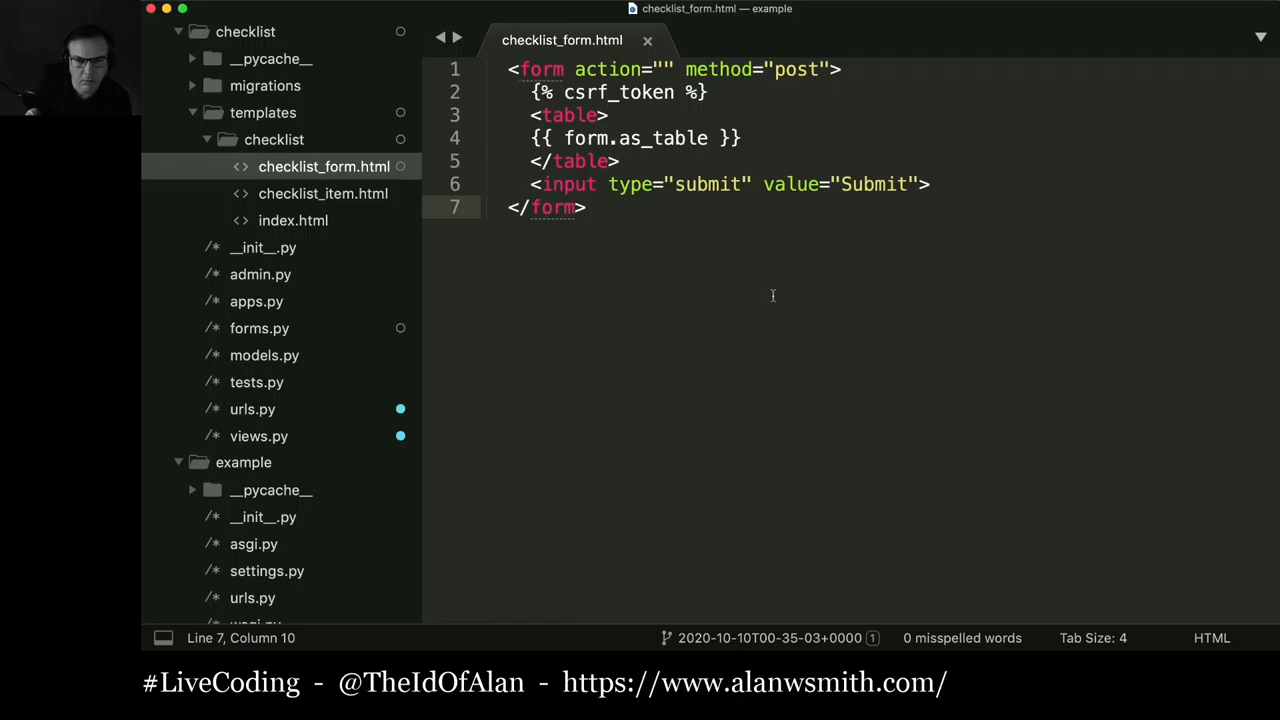 checklist_form.html — example
checklist
__pycache__
migrations
templates
checklist
checklist_form.html
checklist_item.html
index.html
__init__.py
admin.py
apps.py
forms.py
models.py
tests.py
urls.py
views.py
example
__pycache__
__init__.py
asgi.py
settings.py
urls.py
checklist_form.html
1 <form action="" method="post">
2 {% csrf_token %}
3 <table>
4 {{ form.as_table }}
5 </table>
6 <input type="submit" value="Submit">
7 </form>
Line 7, Column 10
2020-10-10T00-35-03+0000 1
0 misspelled words
Tab Size: 4
HTML
#LiveCoding - @TheIdOfAlan - https://www.alanwsmith.com/